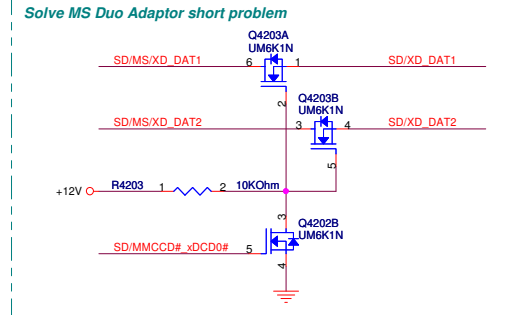 Solve MS Duo Adaptor short problem
Q4203A
UM6K1N
SD/MS/XD_DAT1 6 1 SD/XD_DAT1
2
Q4203B
UM6K1N
SD/MS/XD_DAT2 3 4 SD/XD_DAT2
5
+12V R4203 1 2 10KOhm
3
Q4202B
UM6K1N
SD/MMCCD#_xDCD0# 5
4